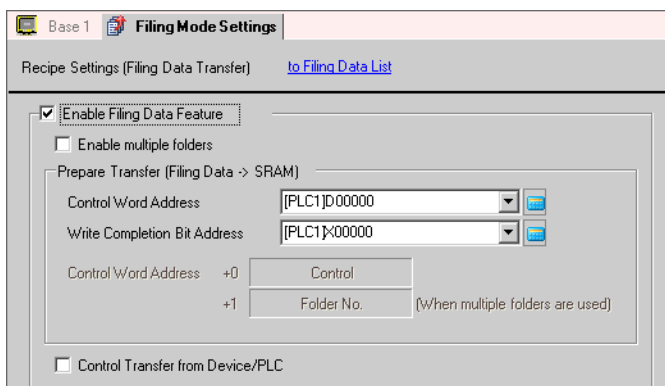 Base 1 Filing Mode Settings
Recipe Settings (Filing Data Transfer) to Filing Data List
Enable Filing Data Feature
Enable multiple folders
Prepare Transfer (Filing Data -> SRAM)
Control Word Address [PLC1]D00000
Write Completion Bit Address [PLC1]X00000
Control Word Address +0 Control
+1 Folder No. (When multiple folders are used)
Control Transfer from Device/PLC